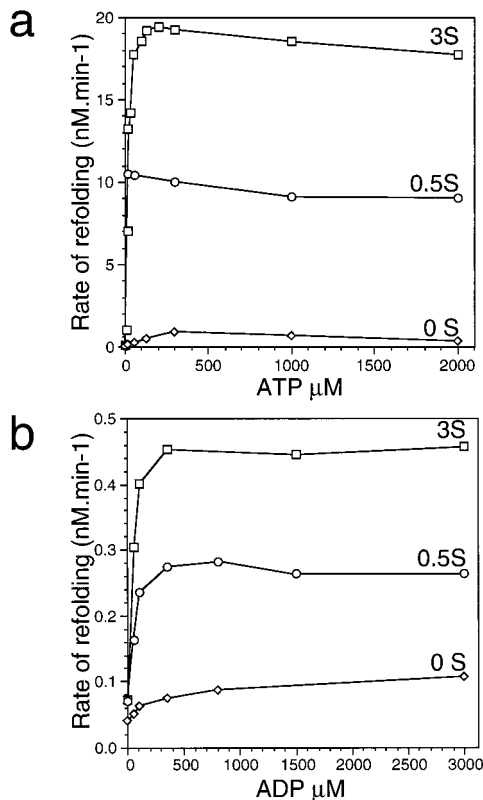 a
Rate of refolding (nM.min-1)
20
15
10
5
0
3S
0.5S
0 S
0 500 1000 1500 2000
ATP µM
b
Rate of refolding (nM.min-1)
0.5
0.4
0.3
0.2
0.1
0.0
3S
0.5S
0 S
0 500 1000 1500 2000 2500 3000
ADP µM